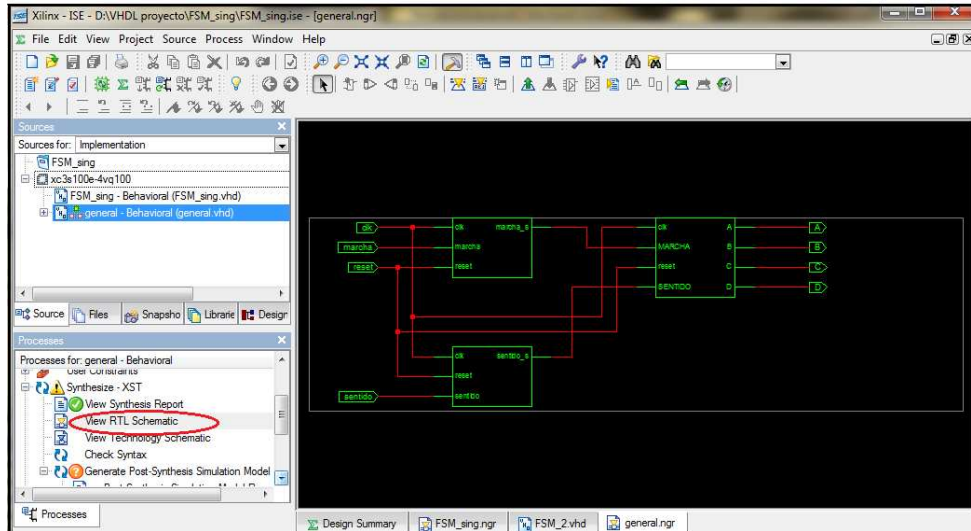 Xilinx - ISE - D:\VHDL proyecto\FSM_sing\FSM_sing.ise - [general.ngr]
File Edit View Project Source Process Window Help
Sources
Sources for: Implementation
FSM_sing
xc3s100e-4vq100
FSM_sing - Behavioral (FSM_sing.vhd)
general - Behavioral (general.vhd)
Source Files Snapsho Librarie Design
Processes
Processes for: general - Behavioral
User Constraints
Synthesize - XST
View Synthesis Report
View RTL Schematic
View Technology Schematic
Check Syntax
Generate Post-Synthesis Simulation Model
Processes
clk
marcha
reset
clk marcha_s
marcha
reset
clk A
MARCHA B
reset C
SENTIDO D
A
B
C
D
clk sentido_s
reset
sentido
sentido
Design Summary FSM_sing.ngr FSM_2.vhd general.ngr